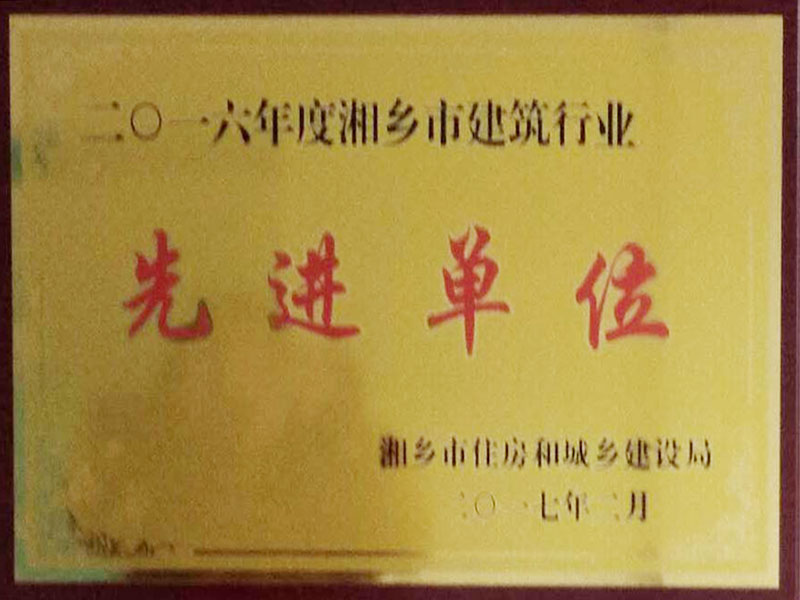 二〇一六年度湘乡市建筑行业
先进单位
湘乡市住房和城乡建设局
二〇一七年二月